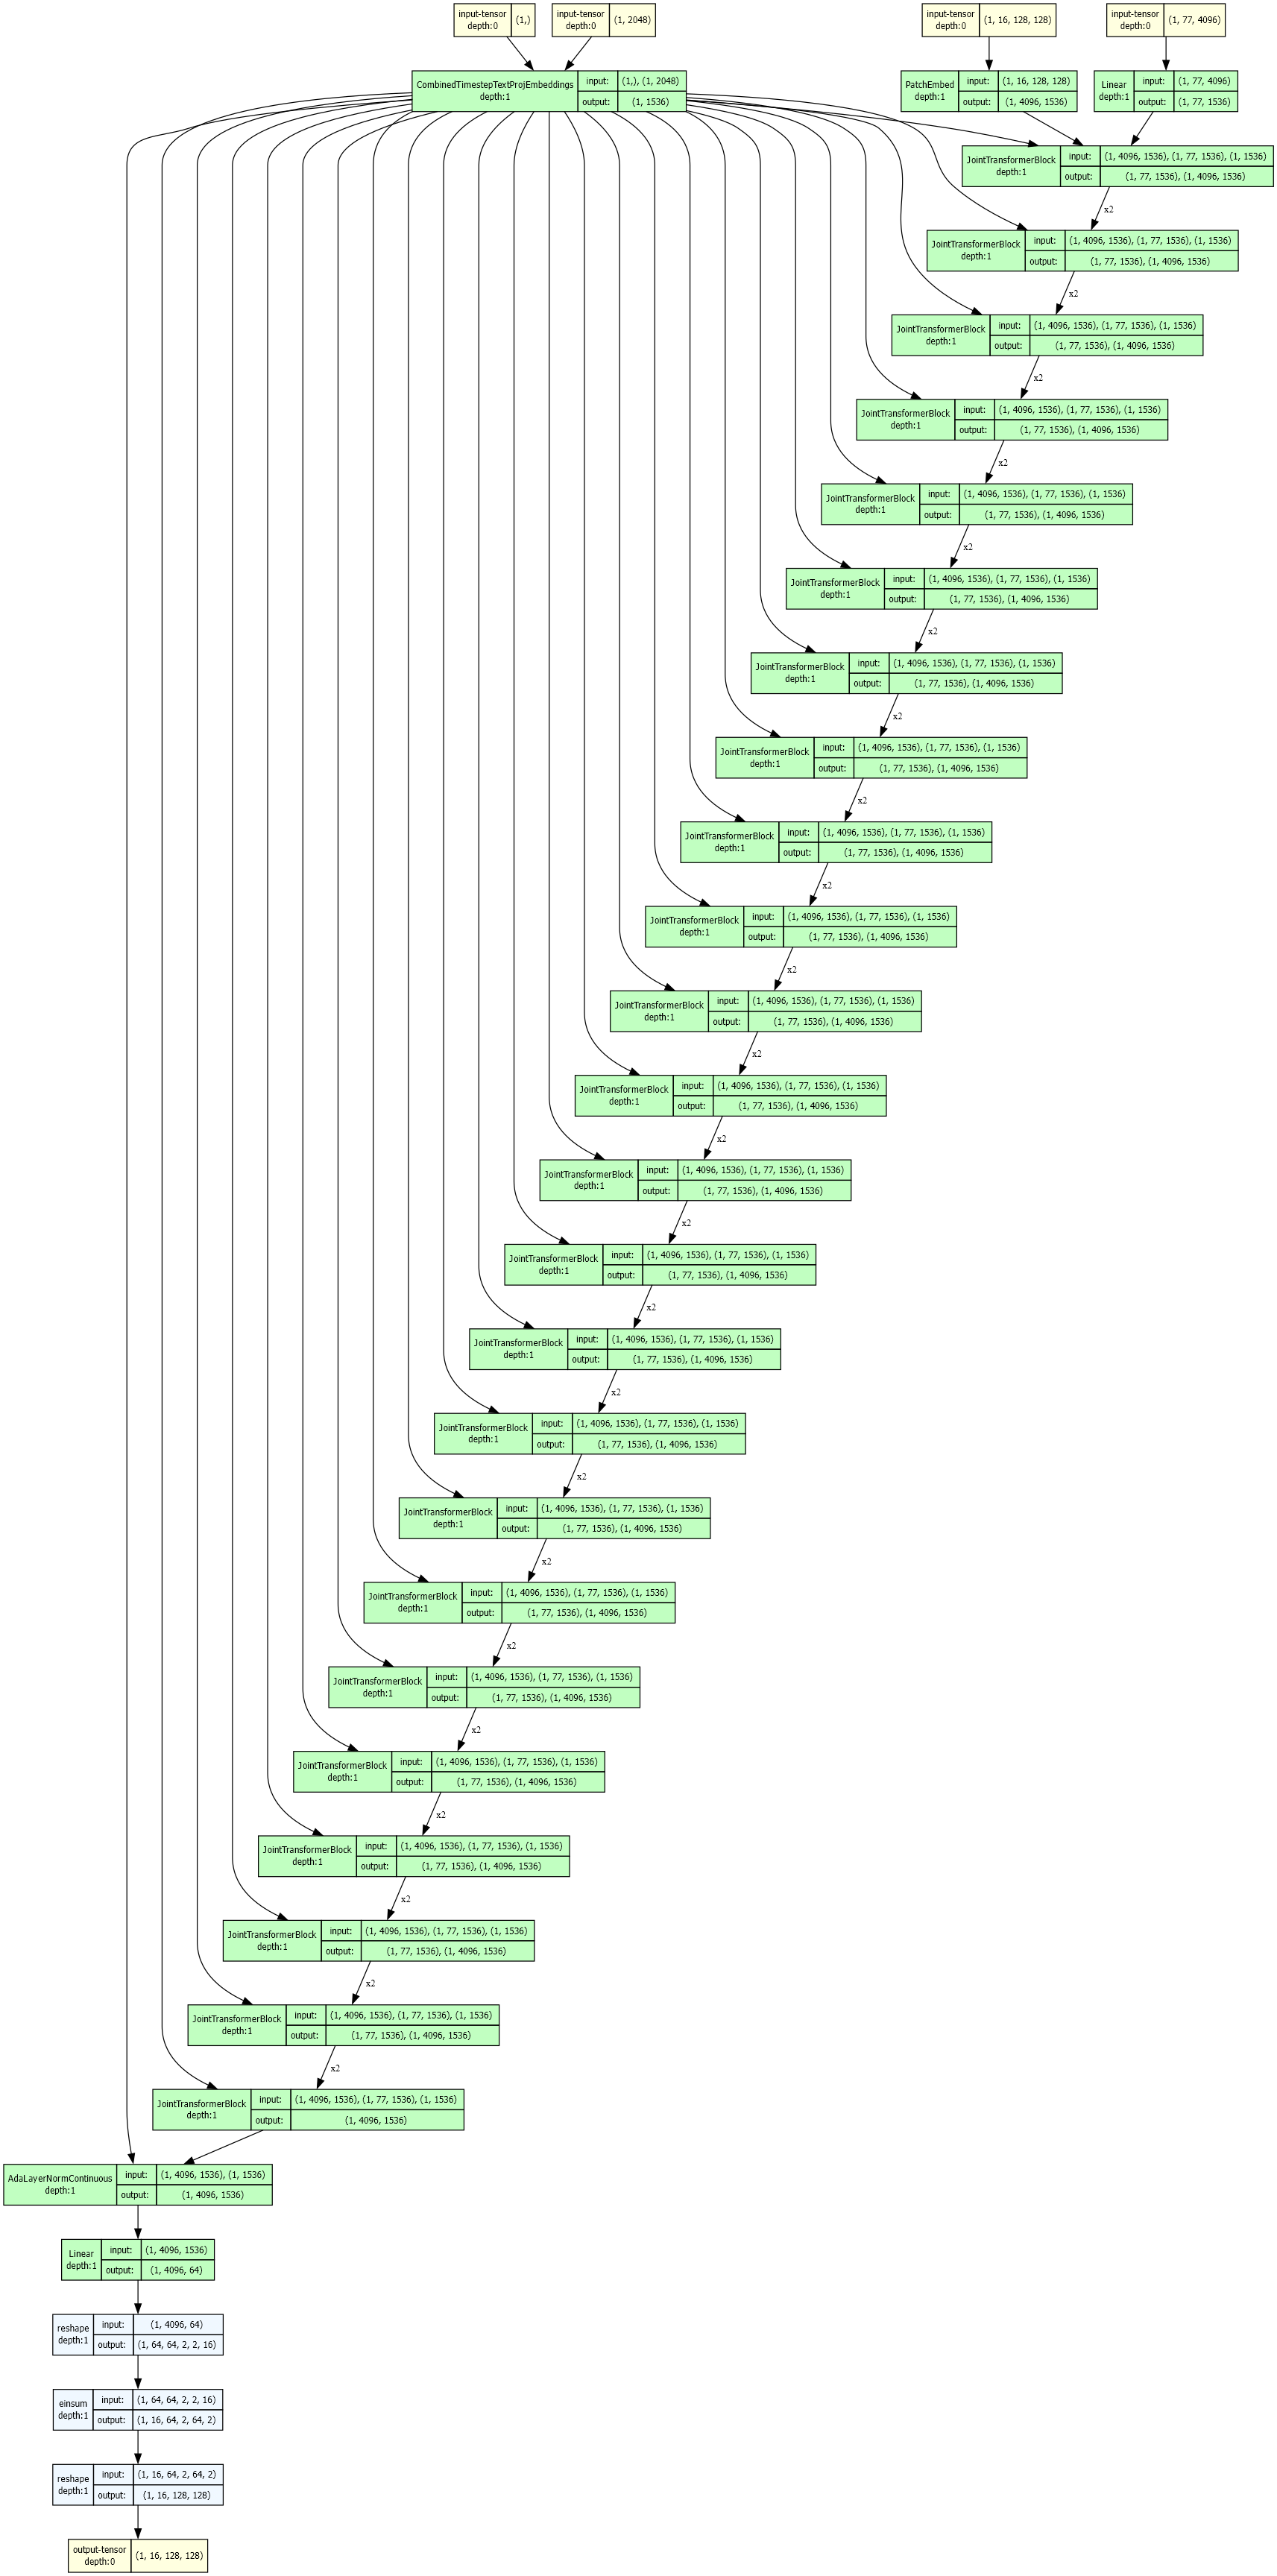 input-tensor
depth:0
(1,)
input-tensor
depth:0
(1, 2048)
input-tensor
depth:0
(1, 16, 128, 128)
input-tensor
depth:0
(1, 77, 4096)
CombinedTimestepTextProjEmbeddings
depth:1
input: (1,), (1, 2048)
output: (1, 1536)
PatchEmbed
depth:1
input: (1, 16, 128, 128)
output: (1, 4096, 1536)
Linear
depth:1
input: (1, 77, 4096)
output: (1, 77, 1536)
JointTransformerBlock
depth:1
input: (1, 4096, 1536), (1, 77, 1536), (1, 1536)
output: (1, 77, 1536), (1, 4096, 1536)
x2
JointTransformerBlock
depth:1
input: (1, 4096, 1536), (1, 77, 1536), (1, 1536)
output: (1, 77, 1536), (1, 4096, 1536)
x2
JointTransformerBlock
depth:1
input: (1, 4096, 1536), (1, 77, 1536), (1, 1536)
output: (1, 77, 1536), (1, 4096, 1536)
x2
JointTransformerBlock
depth:1
input: (1, 4096, 1536), (1, 77, 1536), (1, 1536)
output: (1, 77, 1536), (1, 4096, 1536)
x2
JointTransformerBlock
depth:1
input: (1, 4096, 1536), (1, 77, 1536), (1, 1536)
output: (1, 77, 1536), (1, 4096, 1536)
x2
JointTransformerBlock
depth:1
input: (1, 4096, 1536), (1, 77, 1536), (1, 1536)
output: (1, 77, 1536), (1, 4096, 1536)
x2
JointTransformerBlock
depth:1
input: (1, 4096, 1536), (1, 77, 1536), (1, 1536)
output: (1, 77, 1536), (1, 4096, 1536)
x2
JointTransformerBlock
depth:1
input: (1, 4096, 1536), (1, 77, 1536), (1, 1536)
output: (1, 77, 1536), (1, 4096, 1536)
x2
JointTransformerBlock
depth:1
input: (1, 4096, 1536), (1, 77, 1536), (1, 1536)
output: (1, 77, 1536), (1, 4096, 1536)
x2
JointTransformerBlock
depth:1
input: (1, 4096, 1536), (1, 77, 1536), (1, 1536)
output: (1, 77, 1536), (1, 4096, 1536)
x2
JointTransformerBlock
depth:1
input: (1, 4096, 1536), (1, 77, 1536), (1, 1536)
output: (1, 77, 1536), (1, 4096, 1536)
x2
JointTransformerBlock
depth:1
input: (1, 4096, 1536), (1, 77, 1536), (1, 1536)
output: (1, 77, 1536), (1, 4096, 1536)
x2
JointTransformerBlock
depth:1
input: (1, 4096, 1536), (1, 77, 1536), (1, 1536)
output: (1, 77, 1536), (1, 4096, 1536)
x2
JointTransformerBlock
depth:1
input: (1, 4096, 1536), (1, 77, 1536), (1, 1536)
output: (1, 77, 1536), (1, 4096, 1536)
x2
JointTransformerBlock
depth:1
input: (1, 4096, 1536), (1, 77, 1536), (1, 1536)
output: (1, 77, 1536), (1, 4096, 1536)
x2
JointTransformerBlock
depth:1
input: (1, 4096, 1536), (1, 77, 1536), (1, 1536)
output: (1, 77, 1536), (1, 4096, 1536)
x2
JointTransformerBlock
depth:1
input: (1, 4096, 1536), (1, 77, 1536), (1, 1536)
output: (1, 77, 1536), (1, 4096, 1536)
x2
JointTransformerBlock
depth:1
input: (1, 4096, 1536), (1, 77, 1536), (1, 1536)
output: (1, 77, 1536), (1, 4096, 1536)
x2
JointTransformerBlock
depth:1
input: (1, 4096, 1536), (1, 77, 1536), (1, 1536)
output: (1, 77, 1536), (1, 4096, 1536)
x2
JointTransformerBlock
depth:1
input: (1, 4096, 1536), (1, 77, 1536), (1, 1536)
output: (1, 77, 1536), (1, 4096, 1536)
x2
JointTransformerBlock
depth:1
input: (1, 4096, 1536), (1, 77, 1536), (1, 1536)
output: (1, 77, 1536), (1, 4096, 1536)
x2
JointTransformerBlock
depth:1
input: (1, 4096, 1536), (1, 77, 1536), (1, 1536)
output: (1, 77, 1536), (1, 4096, 1536)
x2
JointTransformerBlock
depth:1
input: (1, 4096, 1536), (1, 77, 1536), (1, 1536)
output: (1, 77, 1536), (1, 4096, 1536)
x2
JointTransformerBlock
depth:1
input: (1, 4096, 1536), (1, 77, 1536), (1, 1536)
output: (1, 4096, 1536)
AdaLayerNormContinuous
depth:1
input: (1, 4096, 1536), (1, 1536)
output: (1, 4096, 1536)
Linear
depth:1
input: (1, 4096, 1536)
output: (1, 4096, 64)
reshape
depth:1
input: (1, 4096, 64)
output: (1, 64, 64, 2, 2, 16)
einsum
depth:1
input: (1, 64, 64, 2, 2, 16)
output: (1, 16, 64, 2, 64, 2)
reshape
depth:1
input: (1, 16, 64, 2, 64, 2)
output: (1, 16, 128, 128)
output-tensor
depth:0
(1, 16, 128, 128)